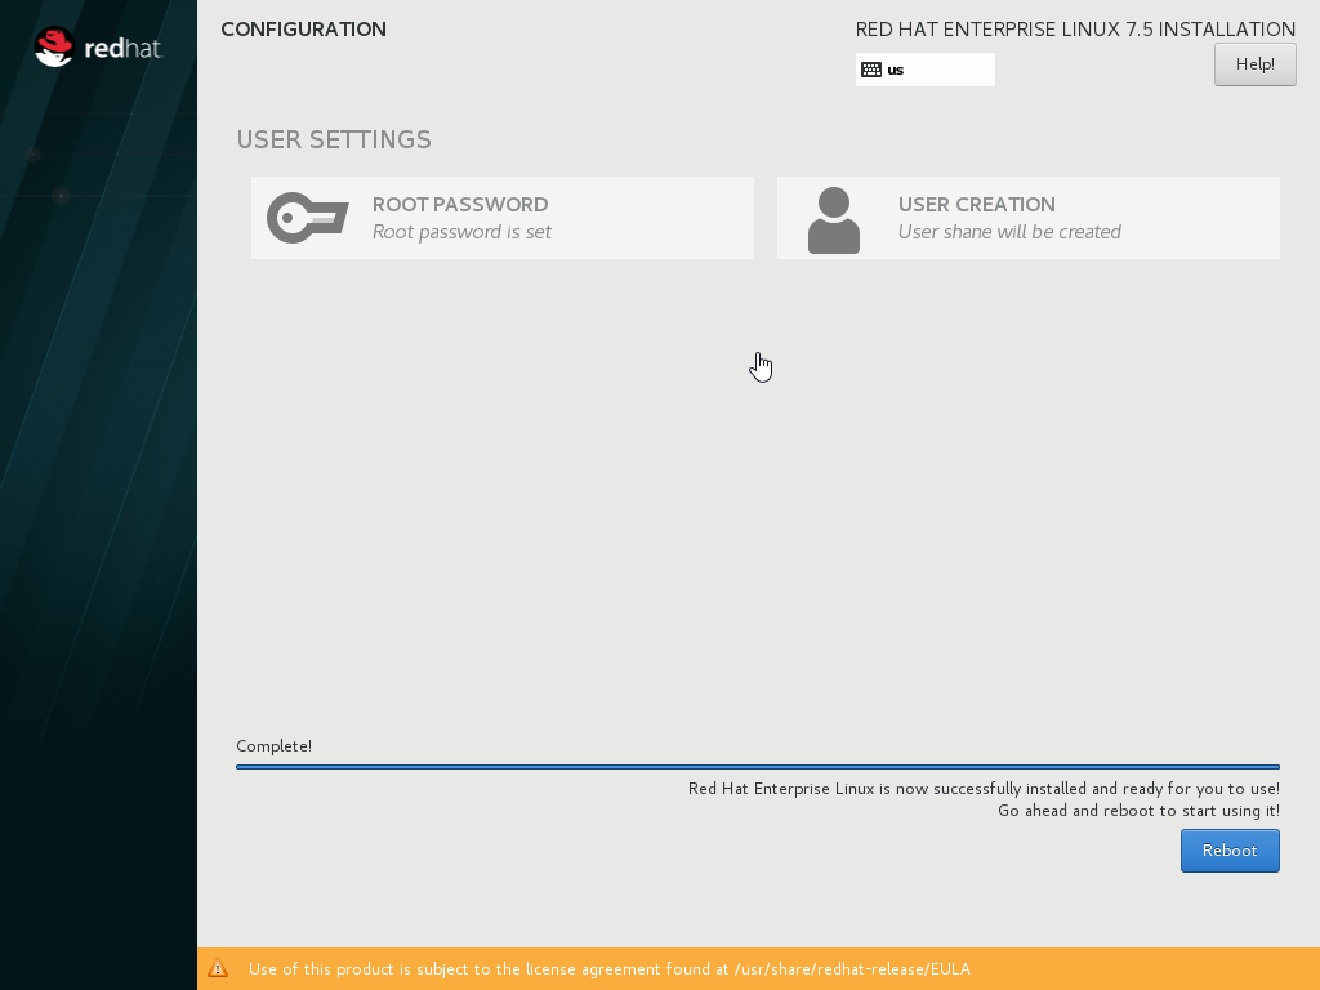 redhat.
CONFIGURATION
RED HAT ENTERPRISE LINUX 7.5 INSTALLATION
us
Help!
USER SETTINGS
ROOT PASSWORD
Root password is set
USER CREATION
User shane will be created
Complete!
Red Hat Enterprise Linux is now successfully installed and ready for you to use!
Go ahead and reboot to start using it!
Reboot
Use of this product is subject to the license agreement found at /usr/share/redhat-release/EULA